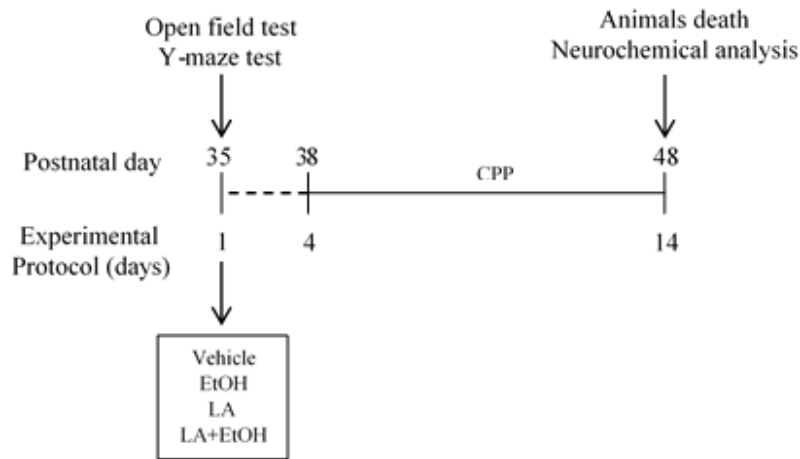 Open field test
Y-maze test
Animals death
Neurochemical analysis
Postnatal day
35
38
48
CPP
Experimental
Protocol (days)
1
4
14
Vehicle
EtOH
LA
LA+EtOH